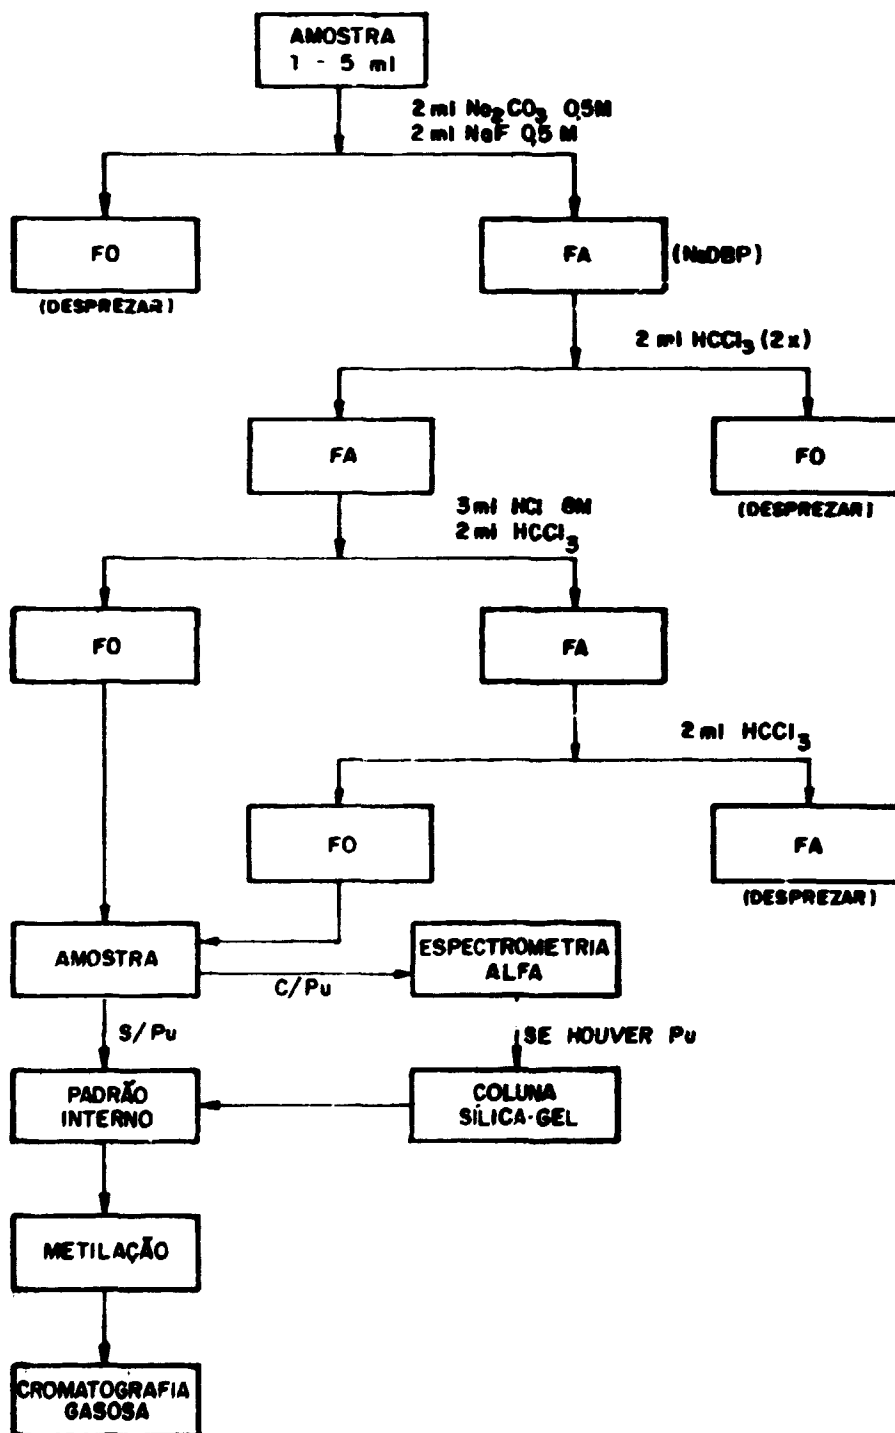 AMOSTRA
1 - 5 ml
2 ml Na₂CO₃ 0,5M
2 ml NaF 0,5 M
FO
(DESPREZAR)
FA
(NaDBP)
2 ml HCCl₃ (2x)
FA
FO
(DESPREZAR)
3 ml HCl 8M
2 ml HCCl₃
FO
FA
2 ml HCCl₃
FO
FA
(DESPREZAR)
AMOSTRA
C/Pu
ESPECTROMETRIA
ALFA
S/Pu
SE HOUVER Pu
PADRÃO
INTERNO
COLUNA
SÍLICA-GEL
METILAÇÃO
CROMATOGRAFIA
GASOSA